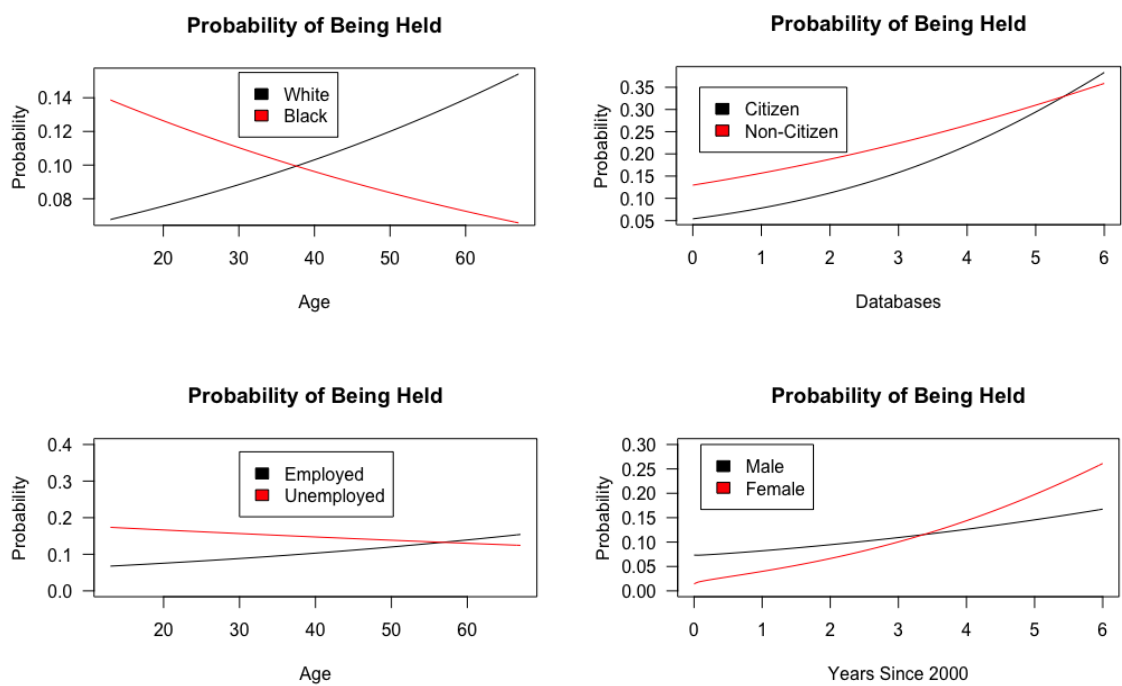 Probability of Being Held
0.14
0.12
0.10
0.08
Probability
White
Black
20 30 40 50 60
Age
Probability of Being Held
0.35
0.30
0.25
0.20
0.15
0.10
0.05
Probability
Citizen
Non-Citizen
0 1 2 3 4 5 6
Databases
Probability of Being Held
0.4
0.3
0.2
0.1
0.0
Probability
Employed
Unemployed
20 30 40 50 60
Age
Probability of Being Held
0.30
0.25
0.20
0.15
0.10
0.05
0.00
Probability
Male
Female
0 1 2 3 4 5 6
Years Since 2000